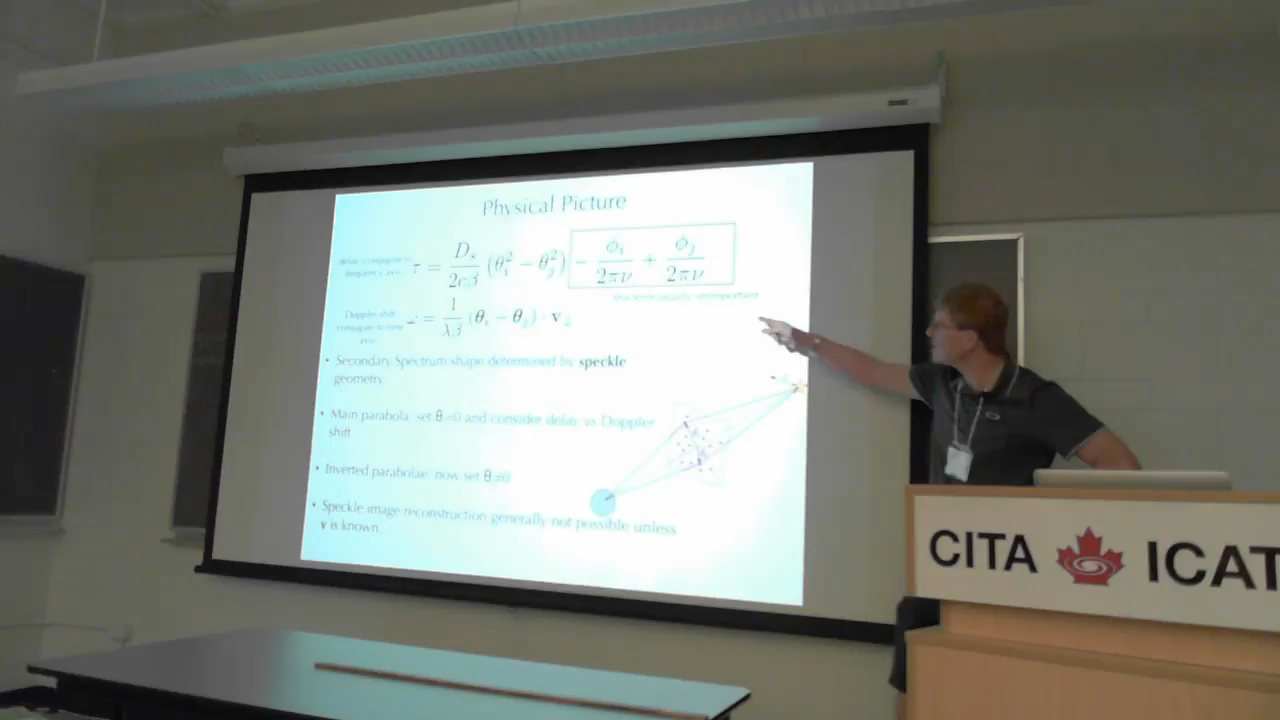 Physical Picture
delay: conjugate to
frequency axis
τ = D_s/2cβ (θ_i² − θ_j²) − φ_i/2πν + φ_j/2πν
this term usually unimportant
Doppler shift
conjugate to time
axis
= 1/λβ (θ_i − θ_j) · v_⊥
• Secondary Spectrum shape determined by speckle
geometry.
• Main parabola: set θ_j=0 and consider delay vs Doppler
shift
• Inverted parabolae: now set θ_j≠0
• Speckle image reconstruction generally not possible unless
v is known.
CITA ICAT